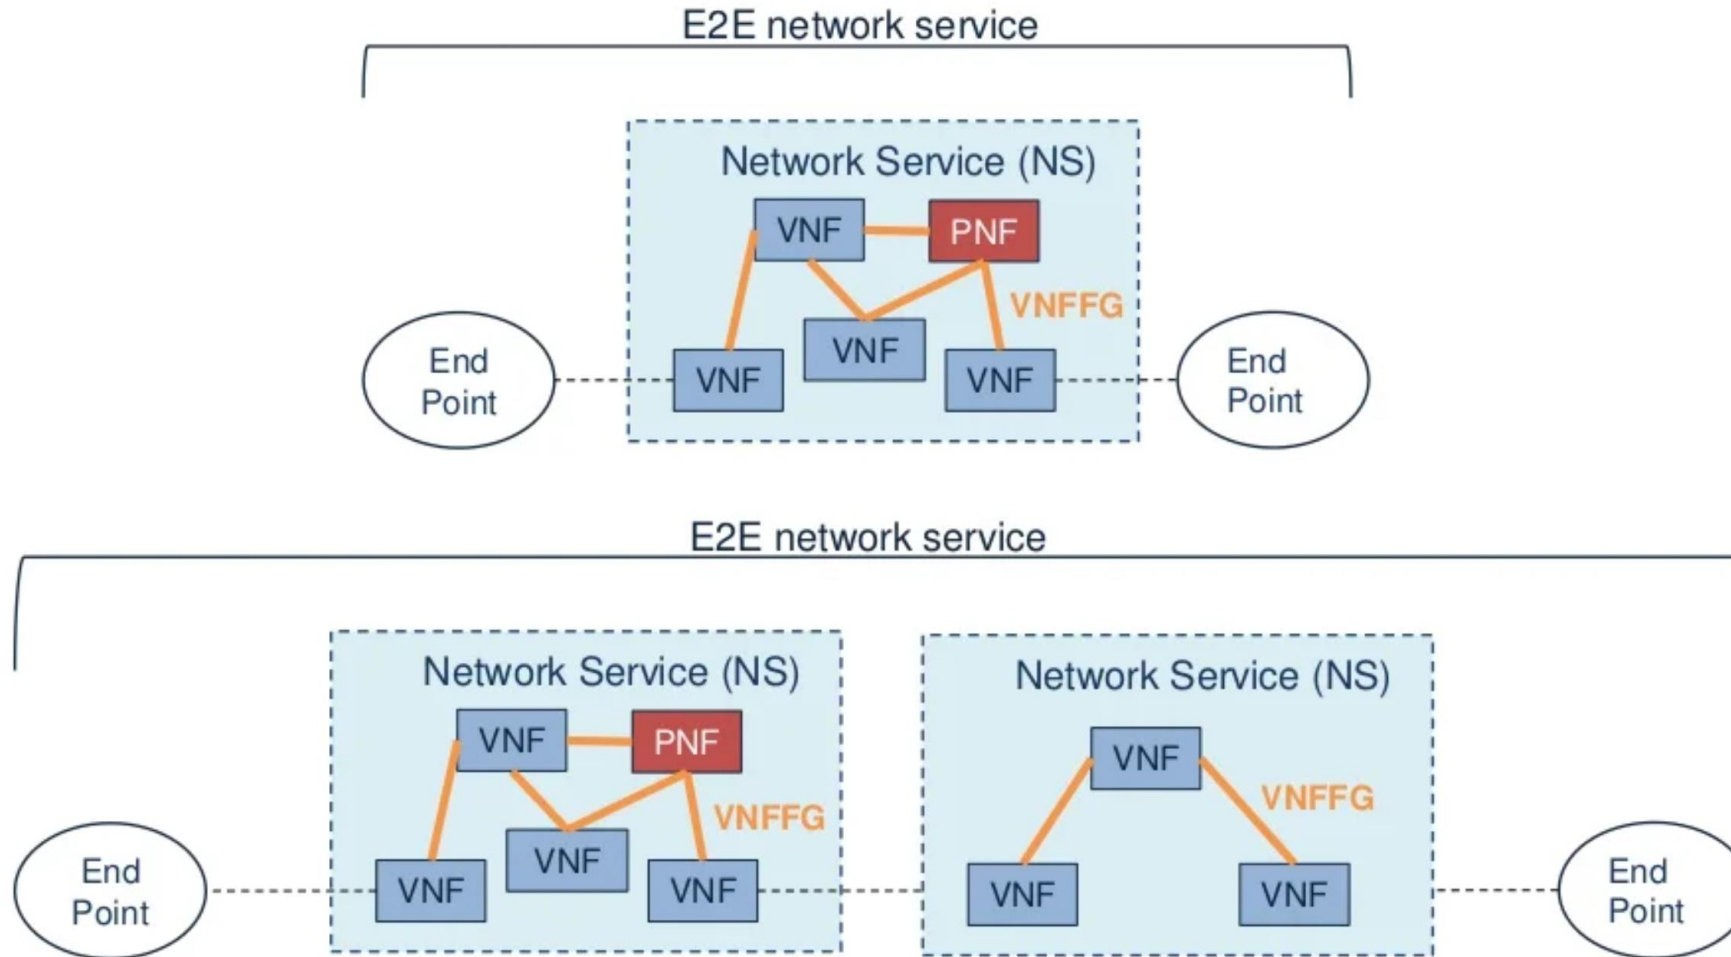 E2E network service
Network Service (NS)
VNF
PNF
VNFFG
VNF
VNF
VNF
End
Point
End
Point
E2E network service
Network Service (NS)
VNF
PNF
VNFFG
VNF
VNF
VNF
Network Service (NS)
VNF
VNFFG
VNF
VNF
End
Point
End
Point